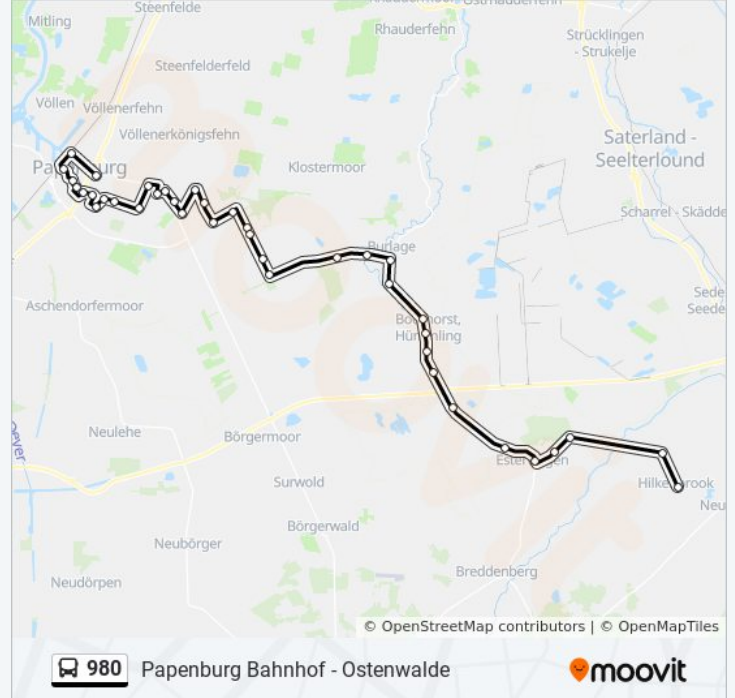 Steenfelde
Mitling
Rhauderfehn
Strücklingen
- Strukelje
Steenfelderfeld
Völlen
Völlenerfehn
Völlenerkönigsfehn
Saterland -
Seelterlound
Papenburg
Klostermoor
Scharrel - Skädde
Burlage
Sede
Seede
Aschendorfermoor
Bockhorst,
Hümmling
Neulehe
Börgermoor
Esterwegen
Surwold
Hilkenbrook
Neu
Börgerwald
Neubörger
Breddenberg
Neudörpen
© OpenStreetMap contributors | © OpenMapTiles
980 Papenburg Bahnhof - Ostenwalde
moovit